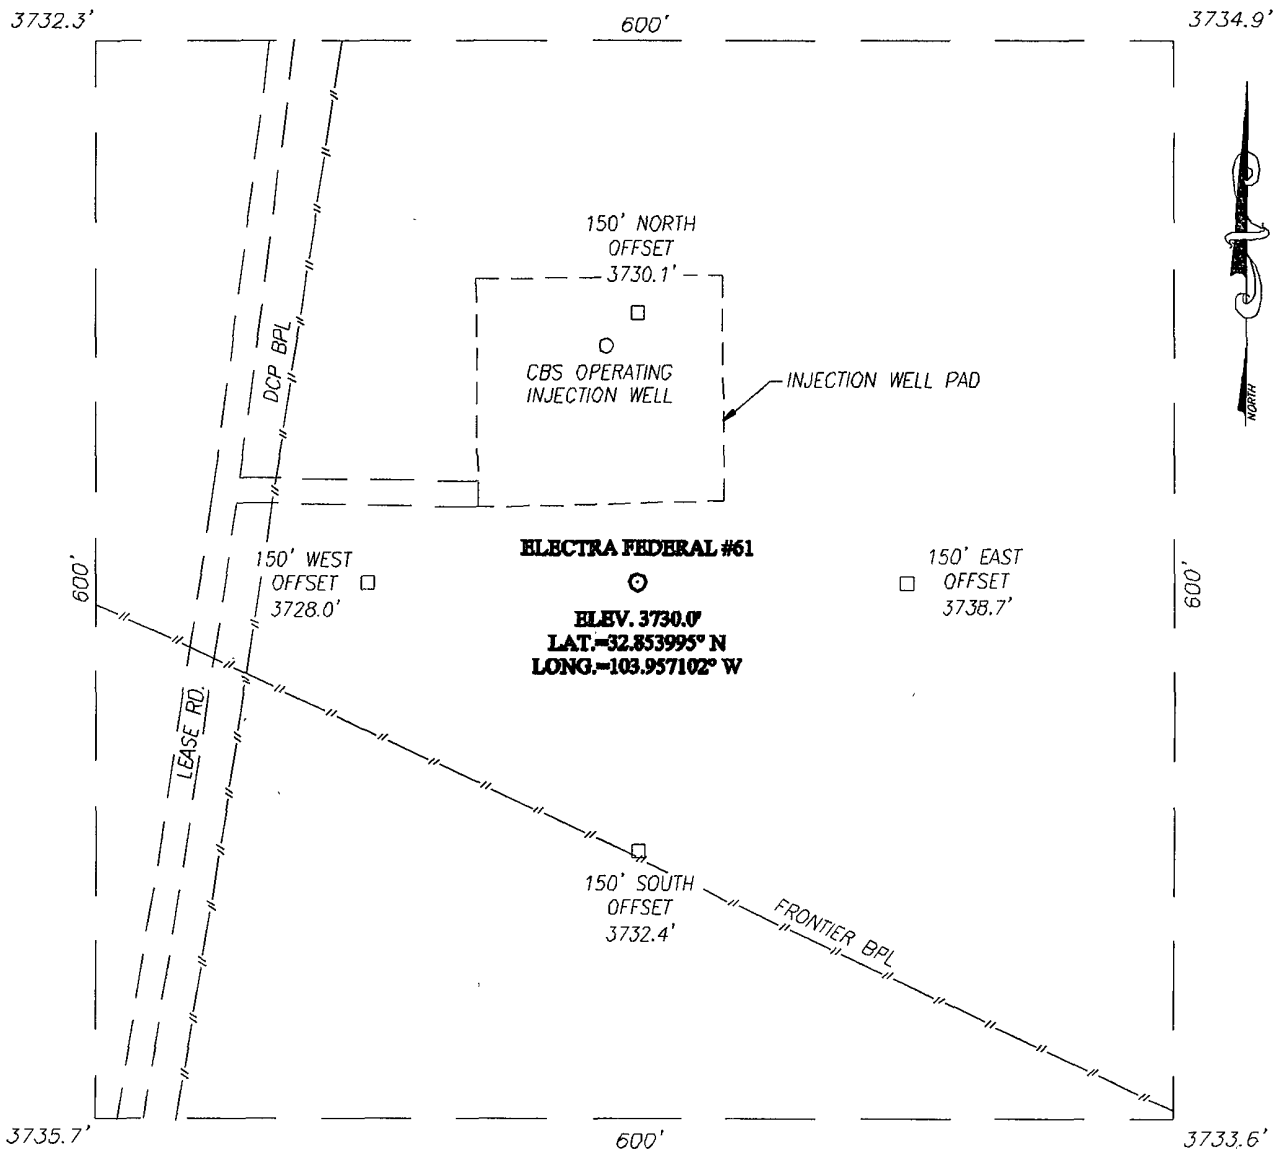 3732.3'
600'
3734.9'
150' NORTH
OFFSET
3730.1'
DCP BPL
CBS OPERATING
INJECTION WELL
INJECTION WELL PAD
NORTH
600'
150' WEST
OFFSET
3728.0'
ELECTRA FEDERAL #61
ELEV. 3730.0'
LAT.=32.853995° N
LONG.=103.957102° W
150' EAST
OFFSET
3738.7'
600'
LEASE RD.
150' SOUTH
OFFSET
3732.4'
FRONTIER BPL
3735.7'
600'
3733.6'